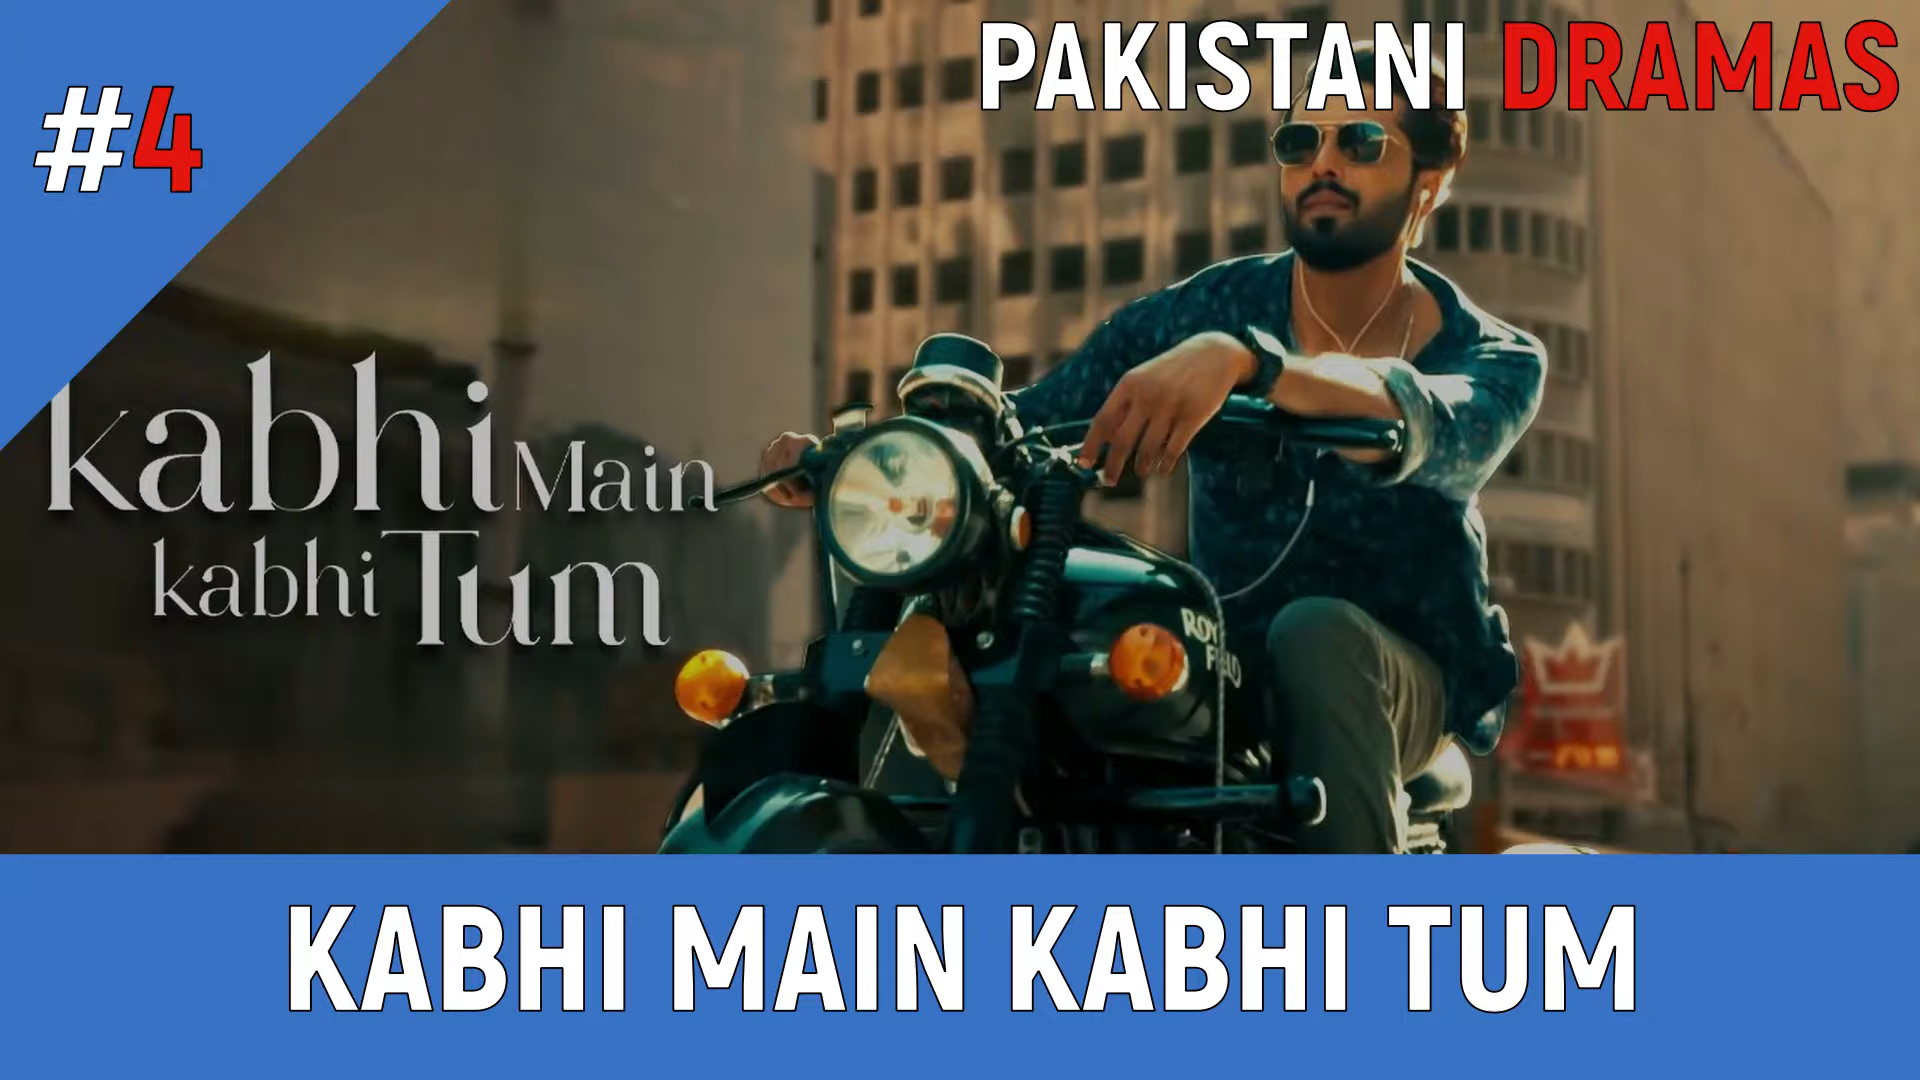 #4
PAKISTANI DRAMAS
kabhi Main
kabhi Tum
KABHI MAIN KABHI TUM